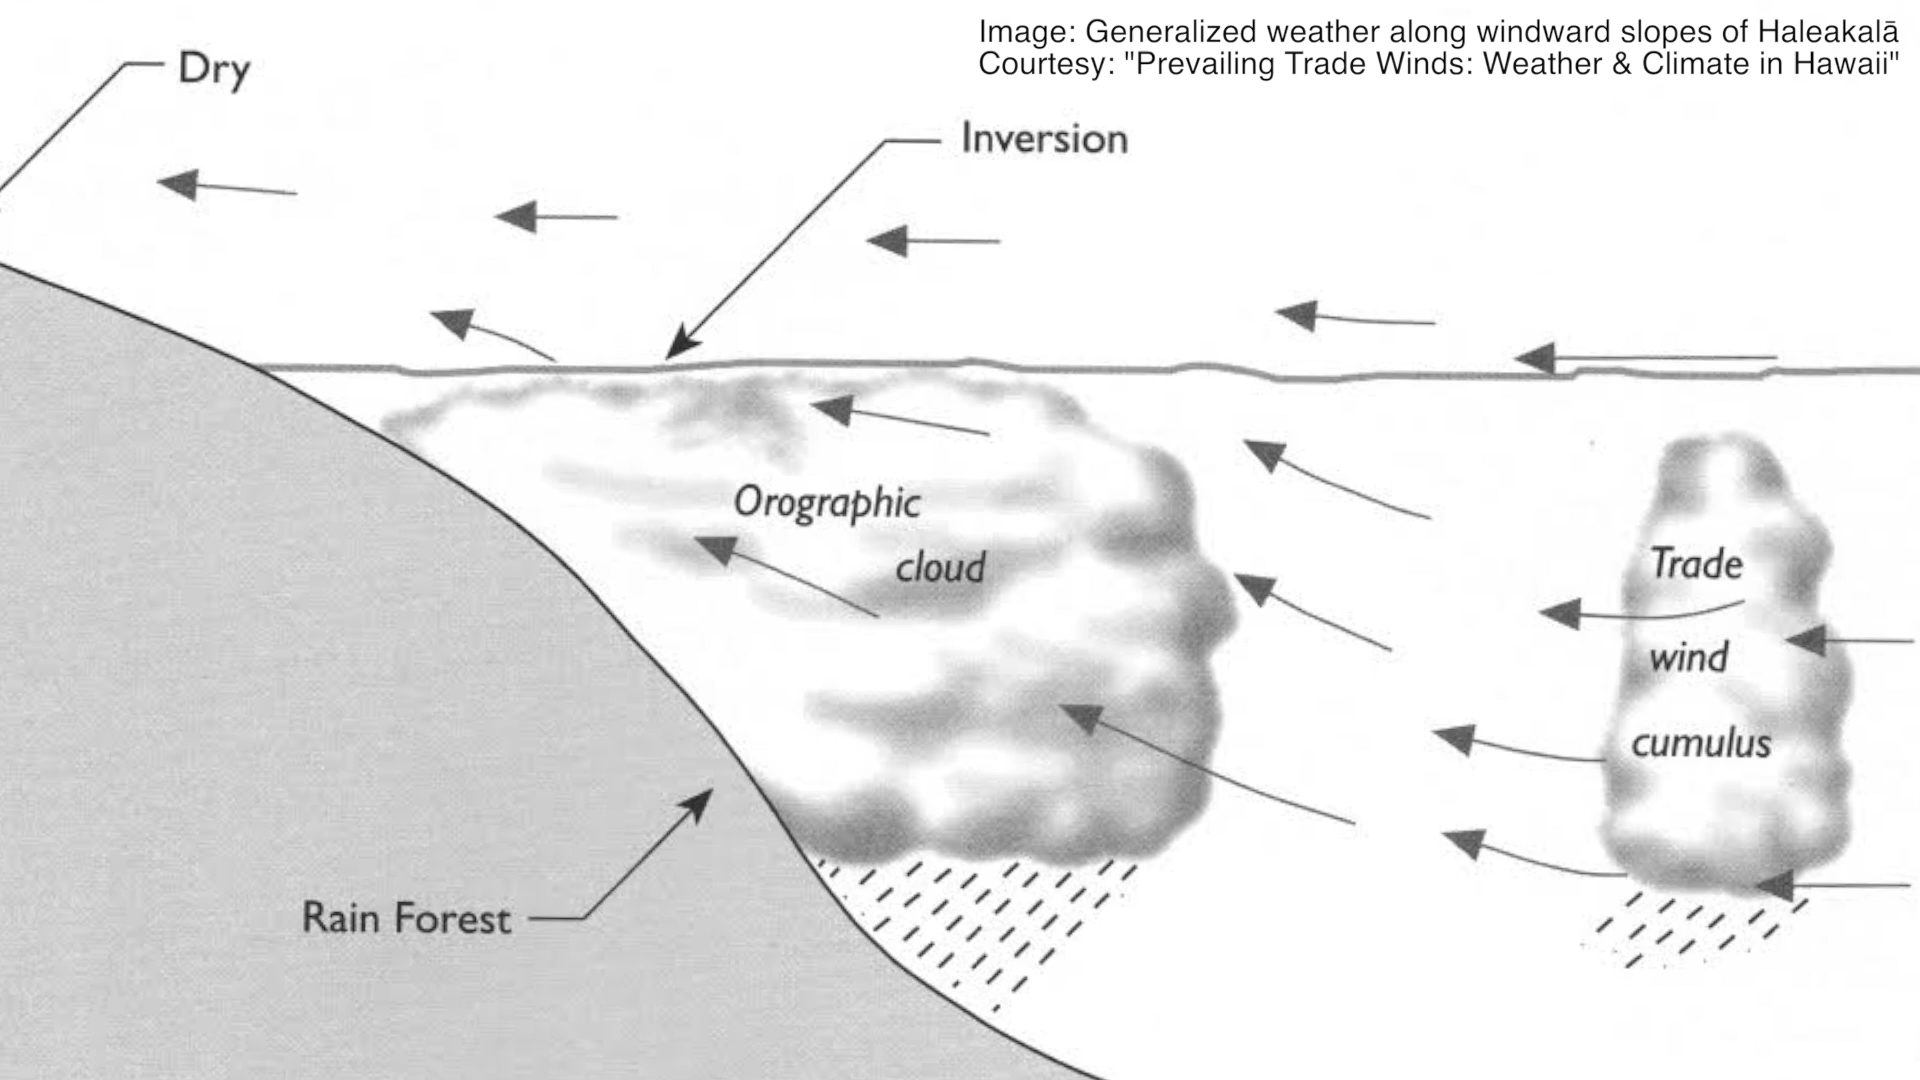 Image: Generalized weather along windward slopes of Haleakalā
Courtesy: "Prevailing Trade Winds: Weather & Climate in Hawaii"
Dry
Inversion
Orographic
cloud
Trade
wind
cumulus
Rain Forest